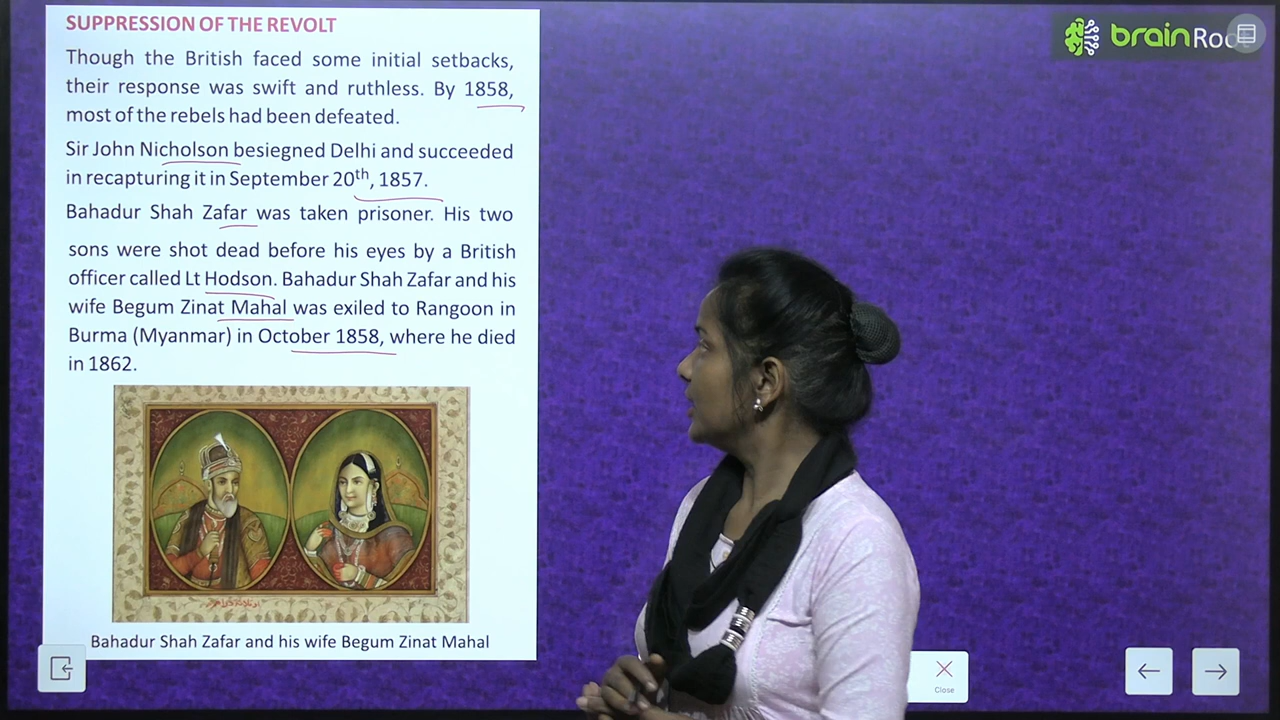 SUPPRESSION OF THE REVOLT
Though the British faced some initial setbacks,
their response was swift and ruthless. By 1858,
most of the rebels had been defeated.
Sir John Nicholson besiegned Delhi and succeeded
in recapturing it in September 20th, 1857.
Bahadur Shah Zafar was taken prisoner. His two
sons were shot dead before his eyes by a British
officer called Lt Hodson. Bahadur Shah Zafar and his
wife Begum Zinat Mahal was exiled to Rangoon in
Burma (Myanmar) in October 1858, where he died
in 1862.
Bahadur Shah Zafar and his wife Begum Zinat Mahal
brain
Close